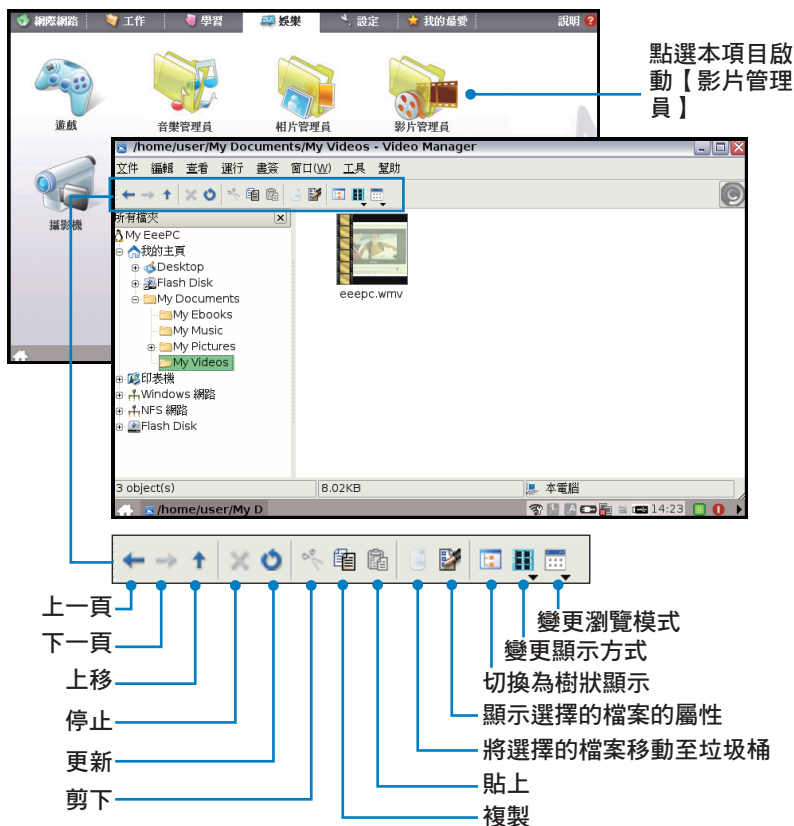 網際網路 工作 學習 娛樂 設定 我的最愛 說明
遊戲 音樂管理員 相片管理員 影片管理員
點選本項目啟
動【影片管理
員】
攝影機
/home/user/My Documents/My Videos - Video Manager
文件 編輯 查看 運行 書簽 窗口(W) 工具 幫助
所有檔夾
My EeePC
我的主頁
Desktop
Flash Disk
My Documents
My Ebooks
My Music
My Pictures
My Videos
印表機
Windows 網路
NFS 網路
Flash Disk
eeepc.wmv
3 object(s) 8.02KB 本電腦
/home/user/My D 14:23
上一頁
下一頁
上移
停止
更新
剪下
變更瀏覽模式
變更顯示方式
切換為樹狀顯示
顯示選擇的檔案的屬性
將選擇的檔案移動至垃圾桶
貼上
複製